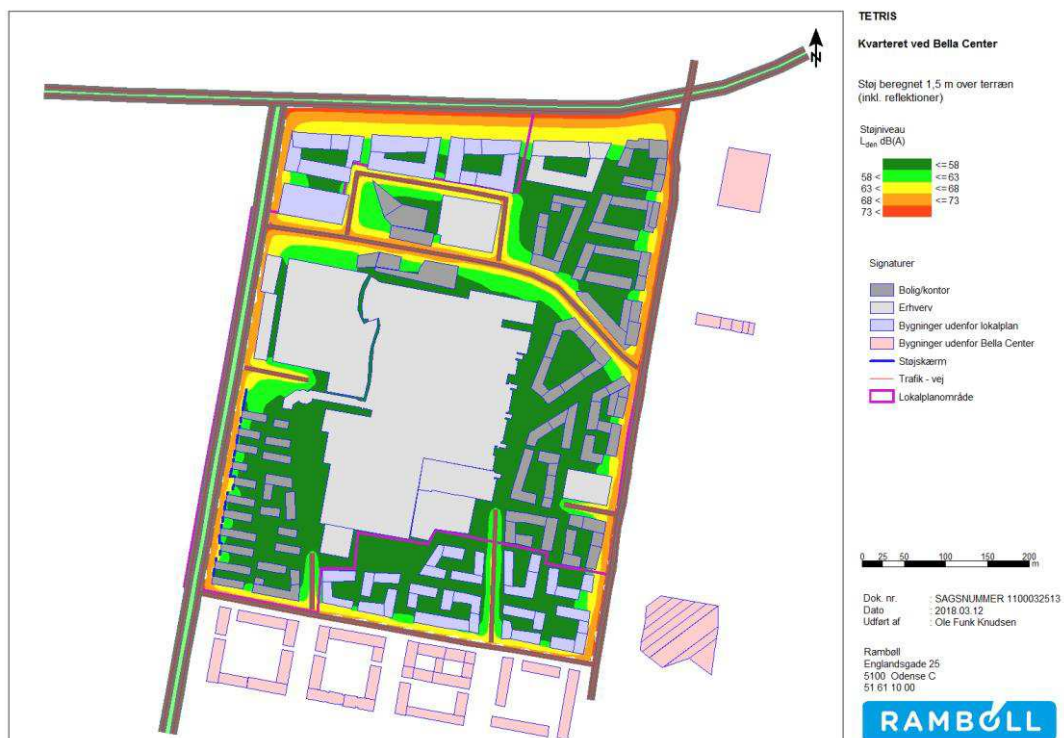 TETRIS
Kvarteret ved Bella Center
Støj beregnet 1,5 m over terræn
(inkl. reflektioner)
Støjniveau
Lden dB(A)
<= 58
58 < <= 63
63 < <= 68
68 < <= 73
73 <
Signaturer
Bolig/kontor
Erhverv
Bygninger udenfor lokalplan
Bygninger udenfor Bella Center
Støjskærm
Trafik - vej
Lokalplanområde
N
0 25 50 100 150 200
m
Dok. nr. : SAGSNUMMER 1100032513
Dato : 2018.03.12
Udført af : Ole Funk Knudsen
Rambøll
Englandsgade 25
5100 Odense C
51 61 10 00
RAMBOLL